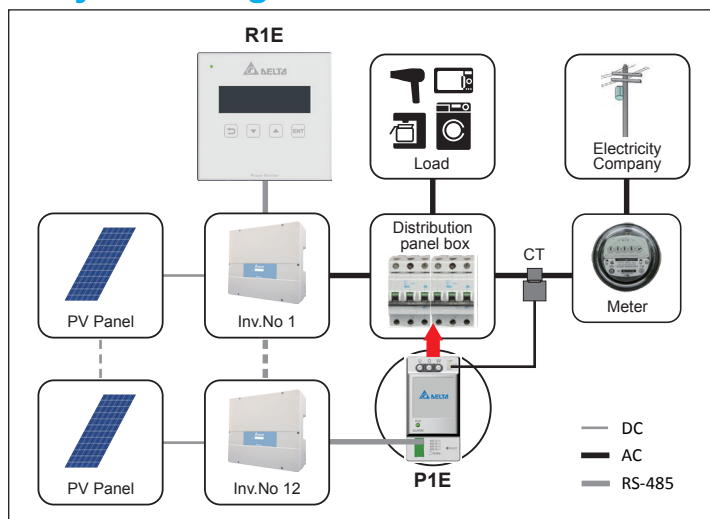 R1E
DELTA
ENT
Load
Electricity
Company
Distribution
panel box
CT
PV Panel
Inv.No 1
Meter
DELTA
PV Panel
Inv.No 12
P1E
DC
AC
RS-485